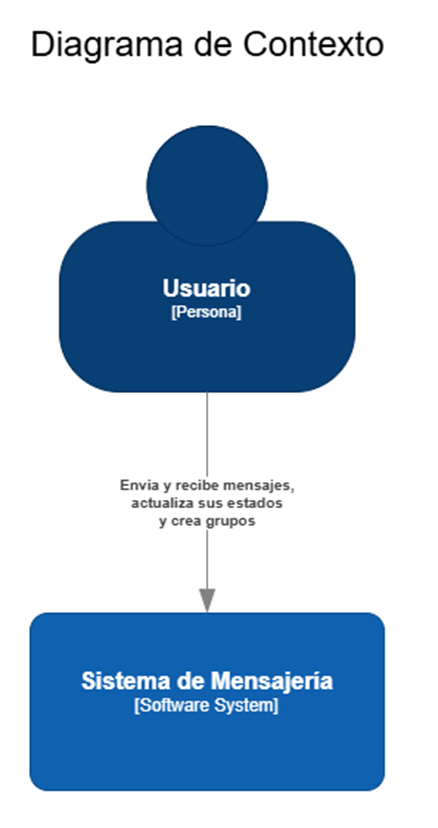 Diagrama de Contexto
Usuario
[Persona]
Envia y recibe mensajes,
actualiza sus estados
y crea grupos
Sistema de Mensajería
[Software System]